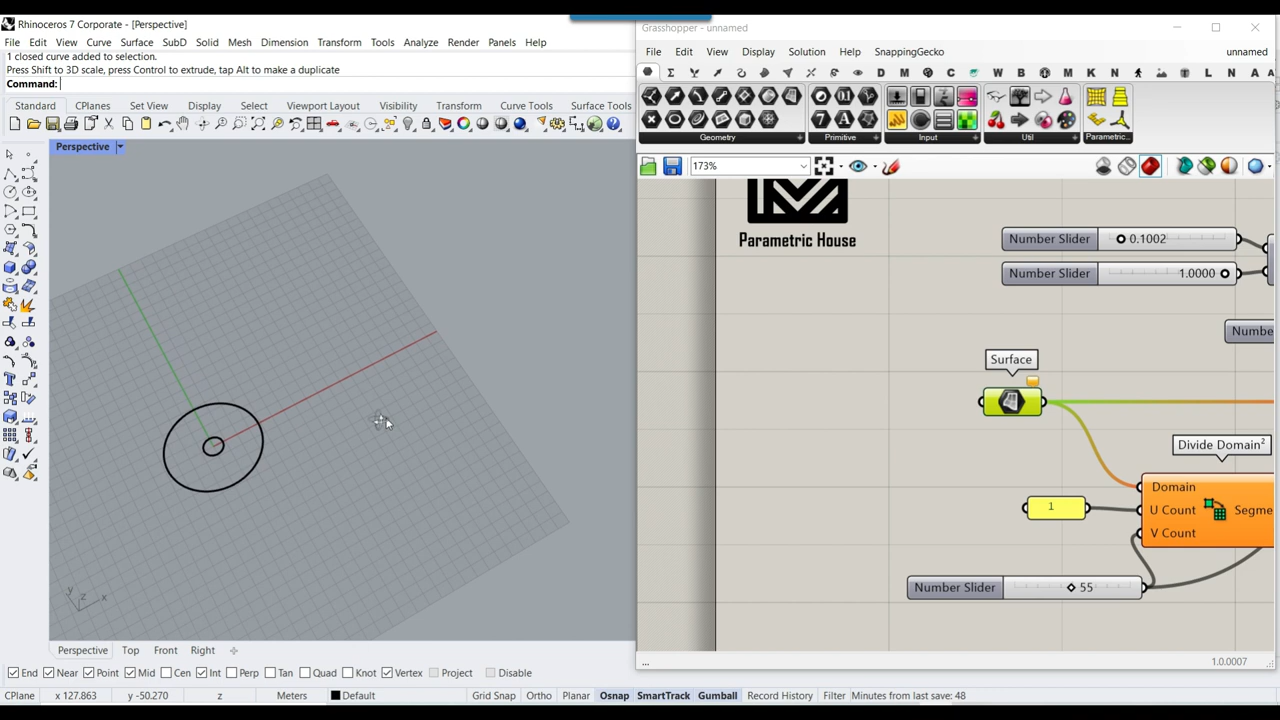 Rhinoceros 7 Corporate - [Perspective]
File Edit View Curve Surface SubD Solid Mesh Dimension Transform Tools Analyze Render Panels Help
1 closed curve added to selection.
Press Shift to 3D scale, press Control to extrude, tap Alt to make a duplicate
Command:
Standard CPlanes Set View Display Select Viewport Layout Visibility Transform Curve Tools Surface Tools
Perspective
y
z
x
Perspective Top Front Right
End Near Point Mid Cen Int Perp Tan Quad Knot Vertex Project Disable
CPlane x 127.863 y -50.270 z Meters Default Grid Snap Ortho Planar Osnap SmartTrack Gumball Record History Filter Minutes from last save: 48
Grasshopper - unnamed
File Edit View Display Solution Help SnappingGecko unnamed
Geometry Primitive Input Util Parametric...
173%
Parametric House
Number Slider 0.1002
Number Slider 1.0000
Numbe
Surface
Divide Domain²
Domain
1
U Count Segme
V Count
Number Slider 55
... 1.0.0007